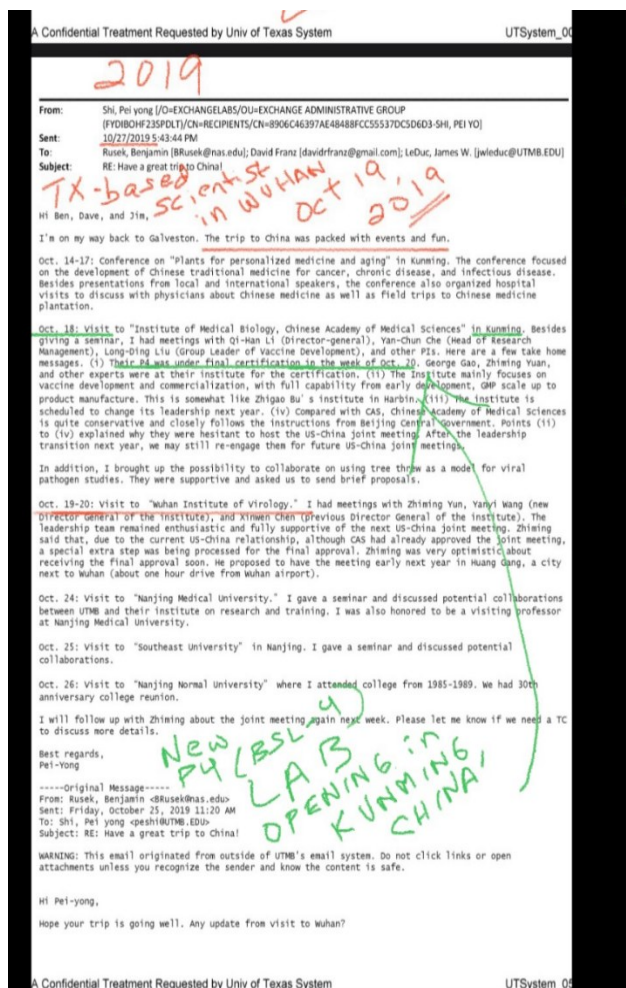 A Confidential Treatment Requested by Univ of Texas System UTSystem_00
2019
From: Shi, Pei yong [/O=EXCHANGELABS/OU=EXCHANGE ADMINISTRATIVE GROUP
(FYDIBOHF23SPDLT)/CN=RECIPIENTS/CN=8906C46397AE48488FCC55537DC5D6D3-SHI, PEI YO]
Sent: 10/27/2019 5:43:44 PM
To: Rusek, Benjamin [BRusek@nas.edu]; David Franz [davidrfranz@gmail.com]; LeDuc, James W. [jwleduc@UTMB.EDU]
Subject: RE: Have a great trip to China!
TX-based
scientist
in WUHAN
OCT 19,
2019
Hi Ben, Dave, and Jim,
I'm on my way back to Galveston. The trip to China was packed with events and fun.
Oct. 14-17: Conference on "Plants for personalized medicine and aging" in Kunming. The conference focused
on the development of Chinese traditional medicine for cancer, chronic disease, and infectious disease.
Besides presentations from local and international speakers, the conference also organized hospital
visits to discuss with physicians about Chinese medicine as well as field trips to Chinese medicine
plantation.
Oct. 18: Visit to "Institute of Medical Biology, Chinese Academy of Medical Sciences" in Kunming. Besides
giving a seminar, I had meetings with Qi-Han Li (Director-general), Yan-Chun Che (Head of Research
Management), Long-Ding Liu (Group Leader of Vaccine Development), and other PIs. Here are a few take home
messages. (i) Their P4 was under final certification in the week of Oct. 20. George Gao, Zhiming Yuan,
and other experts were at their institute for the certification. (ii) The Institute mainly focuses on
vaccine development and commercialization, with full capability from early development, GMP scale up to
product manufacture. This is somewhat like Zhigao Bu's institute in Harbin. (iii) The institute is
scheduled to change its leadership next year. (iv) Compared with CAS, Chinese Academy of Medical Sciences
is quite conservative and closely follows the instructions from Beijing Central Government. Points (ii)
to (iv) explained why they were hesitant to host the US-China joint meeting. After the leadership
transition next year, we may still re-engage them for future US-China joint meetings.
In addition, I brought up the possibility to collaborate on using tree threw as a model for viral
pathogen studies. They were supportive and asked us to send brief proposals.
Oct. 19-20: Visit to "Wuhan Institute of Virology." I had meetings with Zhiming Yun, Yanyi Wang (new
Director General of the institute), and Xinwen Chen (previous Director General of the institute). The
leadership team remained enthusiastic and fully supportive of the next US-China joint meeting. Zhiming
said that, due to the current US-China relationship, although CAS had already approved the joint meeting,
a special extra step was being processed for the final approval. Zhiming was very optimistic about
receiving the final approval soon. He proposed to have the meeting early next year in Huang Gang, a city
next to Wuhan (about one hour drive from Wuhan airport).
Oct. 24: Visit to "Nanjing Medical University." I gave a seminar and discussed potential collaborations
between UTMB and their institute on research and training. I was also honored to be a visiting professor
at Nanjing Medical University.
Oct. 25: Visit to "Southeast University" in Nanjing. I gave a seminar and discussed potential
collaborations.
Oct. 26: Visit to "Nanjing Normal University" where I attended college from 1985-1989. We had 30th
anniversary college reunion.
I will follow up with Zhiming about the joint meeting again next week. Please let me know if we need a TC
to discuss more details.
New
P4 (BSL-4)
LAB
OPENING in
KUNMING,
CHINA
Best regards,
Pei-Yong
-----Original Message-----
From: Rusek, Benjamin <BRusek@nas.edu>
Sent: Friday, October 25, 2019 11:20 AM
To: Shi, Pei yong <peshi@UTMB.EDU>
Subject: RE: Have a great trip to China!
WARNING: This email originated from outside of UTMB's email system. Do not click links or open
attachments unless you recognize the sender and know the content is safe.
Hi Pei-yong,
Hope your trip is going well. Any update from visit to Wuhan?
A Confidential Treatment Requested by Univ of Texas System UTSystem_05